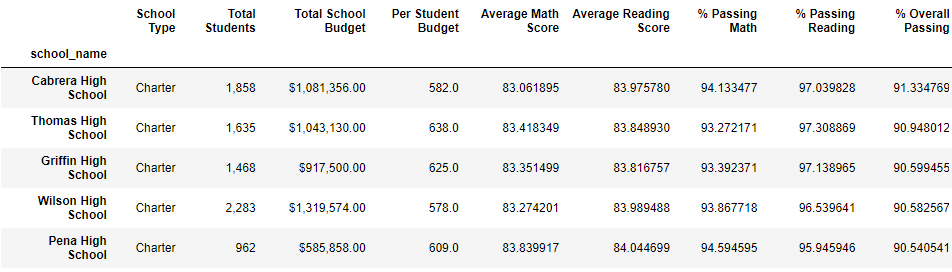 School Type Total Students Total School Budget Per Student Budget Average Math Score Average Reading Score % Passing Math % Passing Reading % Overall Passing
school_name
Cabrera High School Charter 1,858 $1,081,356.00 582.0 83.061895 83.975780 94.133477 97.039828 91.334769
Thomas High School Charter 1,635 $1,043,130.00 638.0 83.418349 83.848930 93.272171 97.308869 90.948012
Griffin High School Charter 1,468 $917,500.00 625.0 83.351499 83.816757 93.392371 97.138965 90.599455
Wilson High School Charter 2,283 $1,319,574.00 578.0 83.274201 83.989488 93.867718 96.539641 90.582567
Pena High School Charter 962 $585,858.00 609.0 83.839917 84.044699 94.594595 95.945946 90.540541